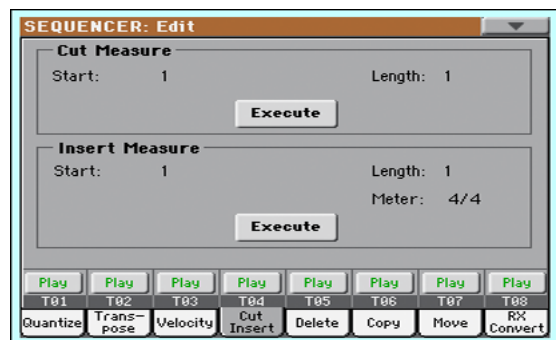 SEQUENCER: Edit
Cut Measure
Start: 1 Length: 1
Execute
Insert Measure
Start: 1 Length: 1
Meter: 4/4
Execute
Play Play Play Play Play Play Play Play
T01 T02 T03 T04 T05 T06 T07 T08
Quantize Trans- Velocity Cut Delete Copy Move RX
pose Insert Convert